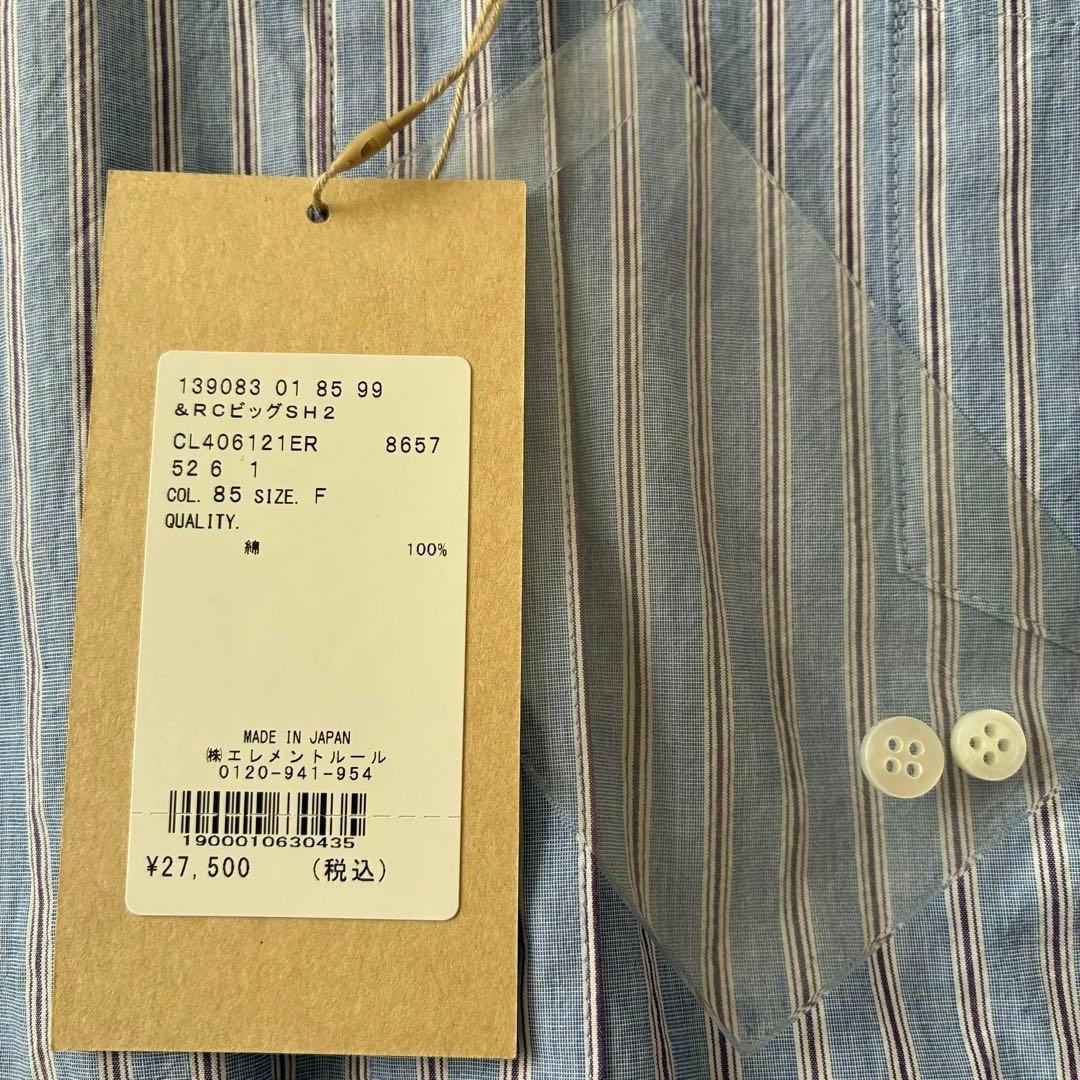 139083 01 85 99
&RCビッグSH2
CL406121ER 8657
52 6 1
COL. 85 SIZE. F
QUALITY.
綿 100%
MADE IN JAPAN
㈱エレメントルール
0120-941-954
1900010630435
¥27,500 (税込)